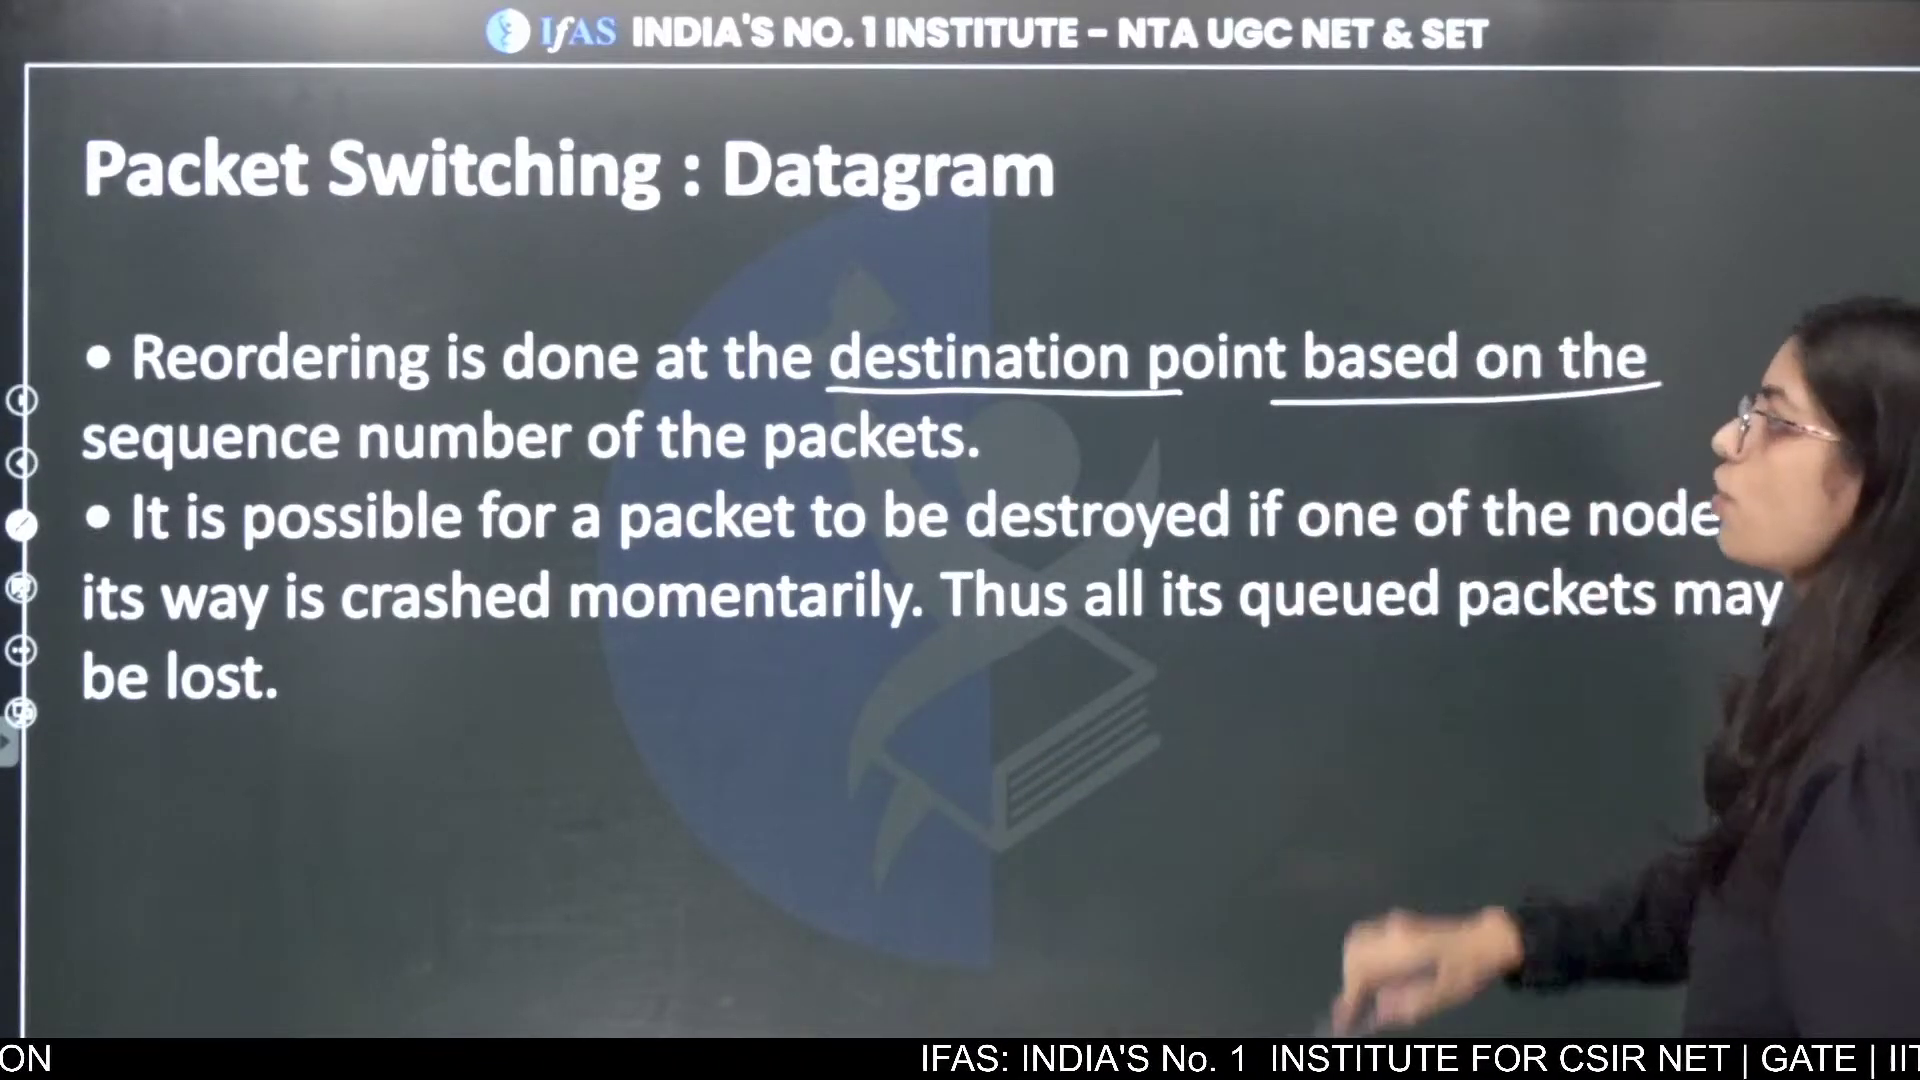 IfAS INDIA'S NO. 1 INSTITUTE - NTA UGC NET & SET
Packet Switching : Datagram
• Reordering is done at the destination point based on the
sequence number of the packets.
• It is possible for a packet to be destroyed if one of the node
its way is crashed momentarily. Thus all its queued packets may
be lost.
ON IFAS: INDIA'S No. 1 INSTITUTE FOR CSIR NET | GATE | IIT